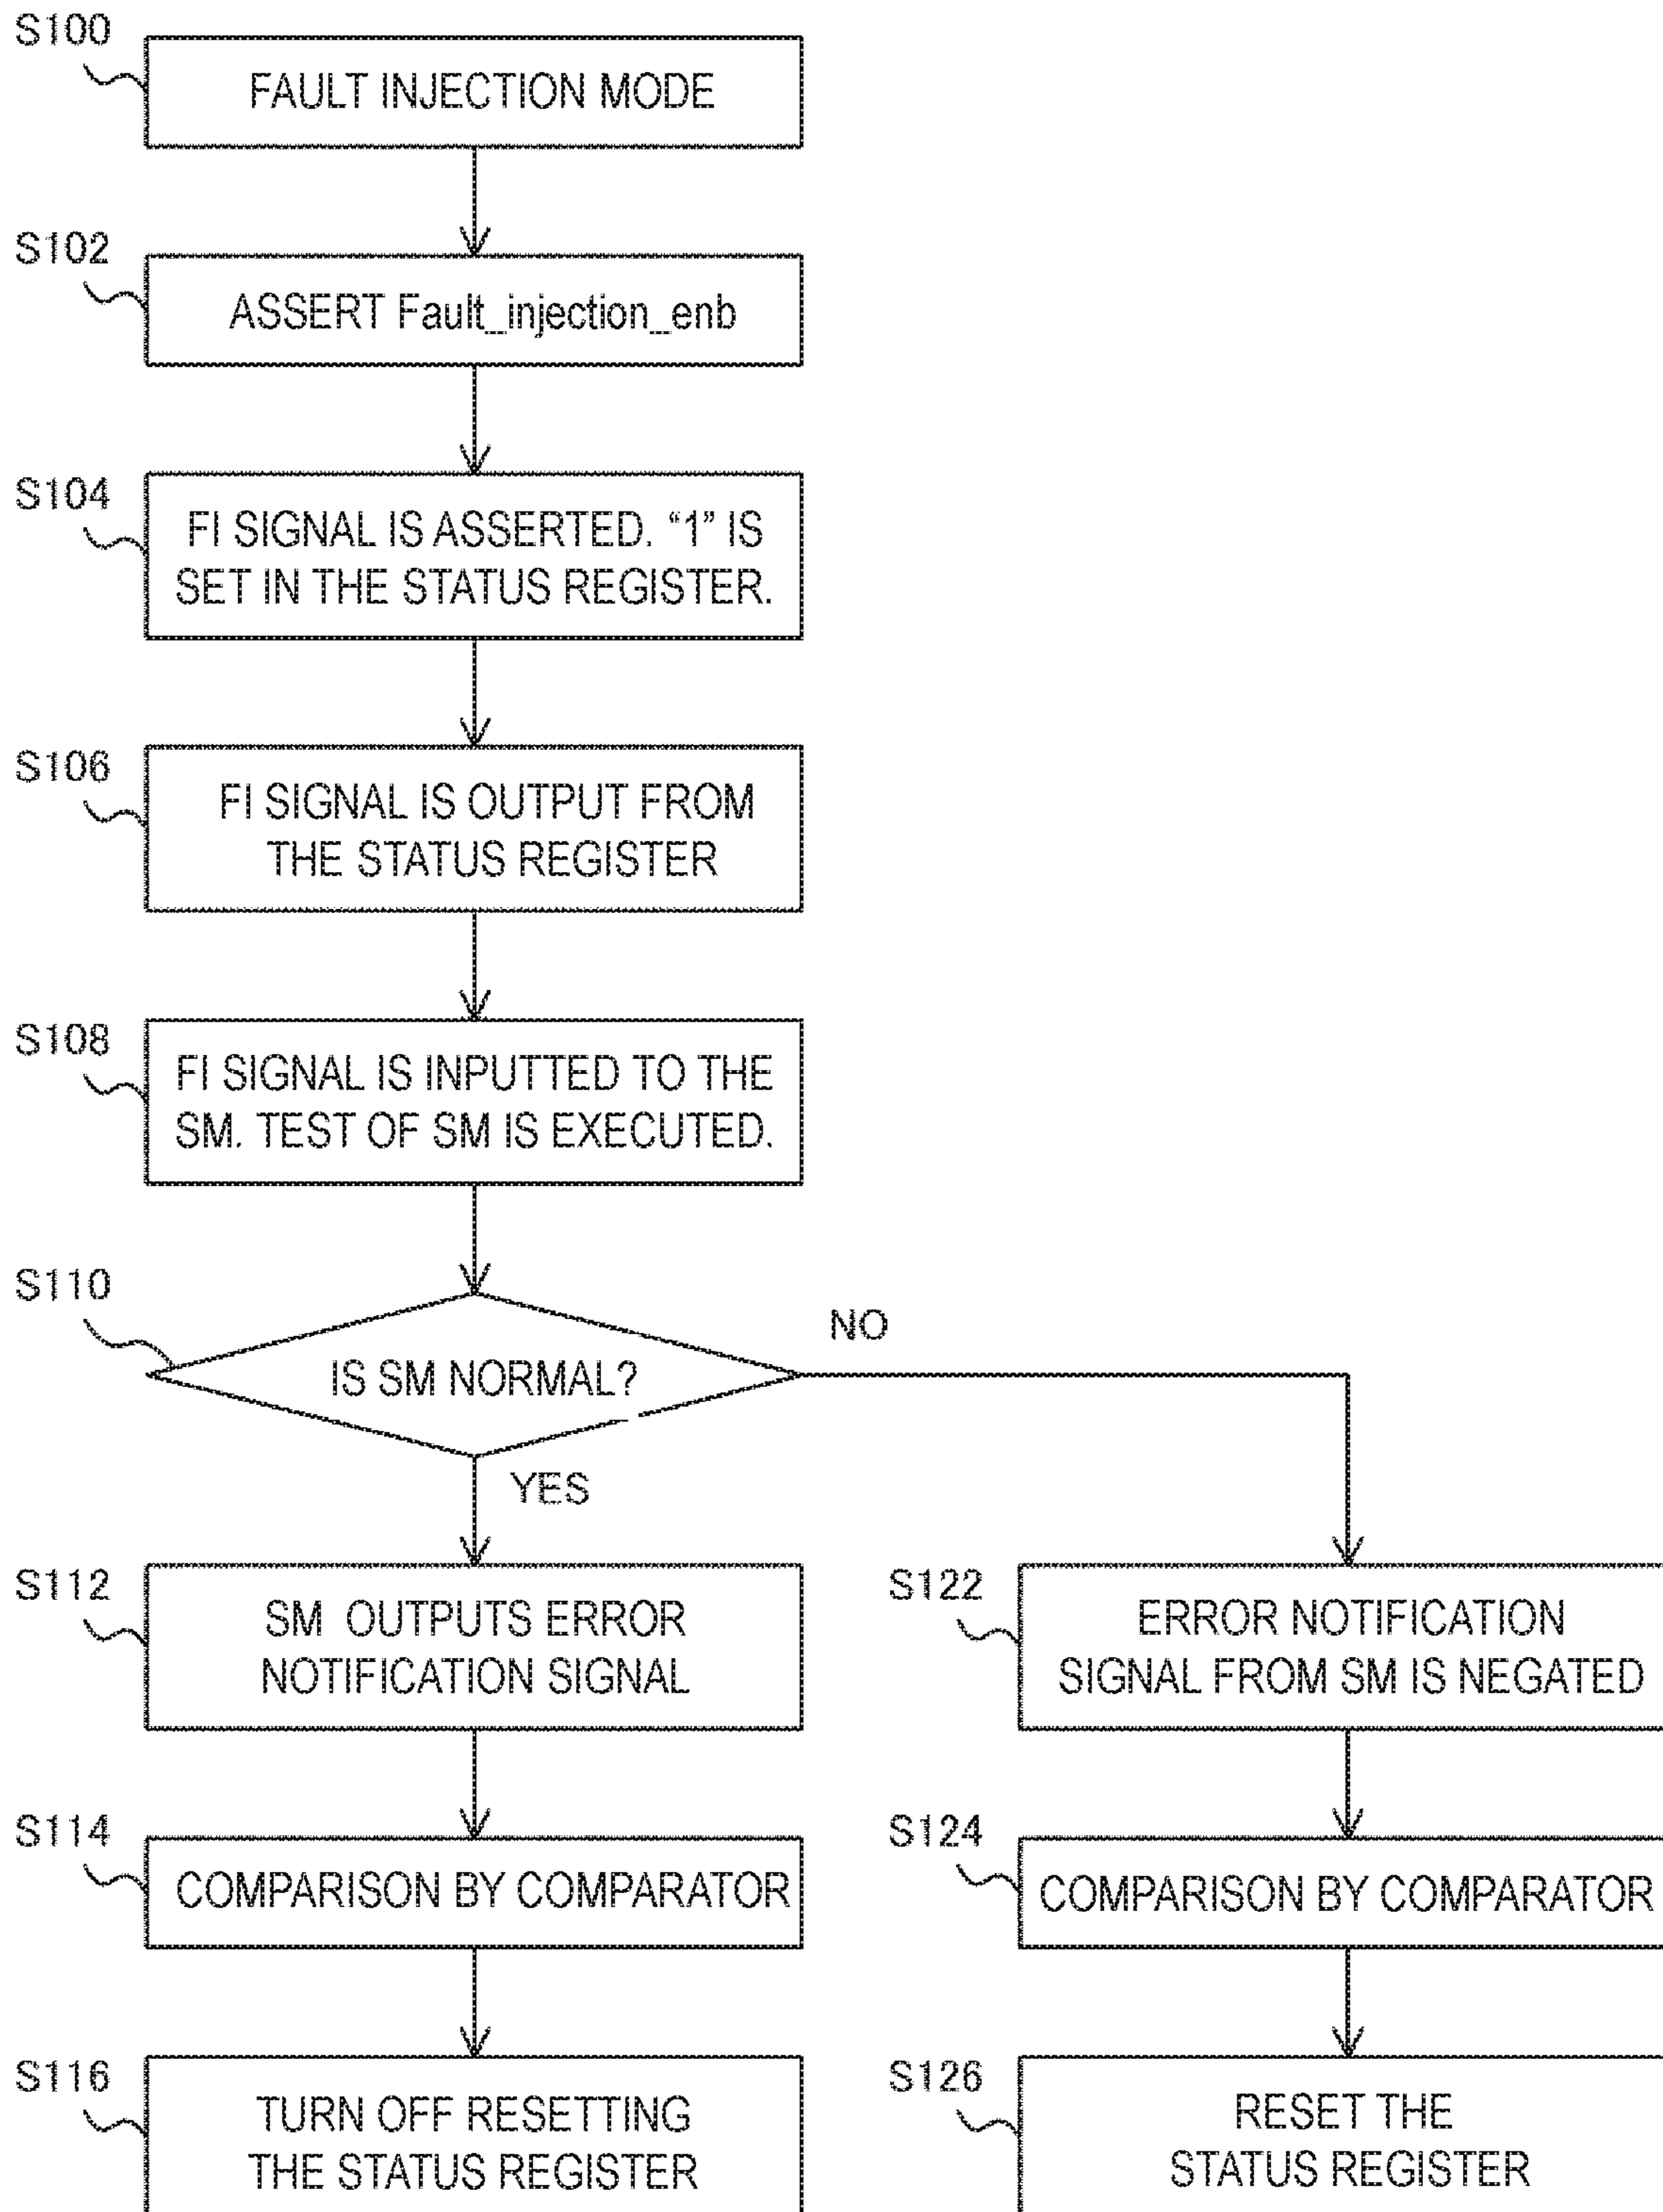 S100
FAULT INJECTION MODE
S102
ASSERT Fault_injection_enb
S104
FI SIGNAL IS ASSERTED. “1” IS
SET IN THE STATUS REGISTER.
S106
FI SIGNAL IS OUTPUT FROM
THE STATUS REGISTER
S108
FI SIGNAL IS INPUTTED TO THE
SM. TEST OF SM IS EXECUTED.
S110
IS SM NORMAL?
NO
YES
S112
SM OUTPUTS ERROR
NOTIFICATION SIGNAL
S122
ERROR NOTIFICATION
SIGNAL FROM SM IS NEGATED
S114
COMPARISON BY COMPARATOR
S124
COMPARISON BY COMPARATOR
S116
TURN OFF RESETTING
THE STATUS REGISTER
S126
RESET THE
STATUS REGISTER